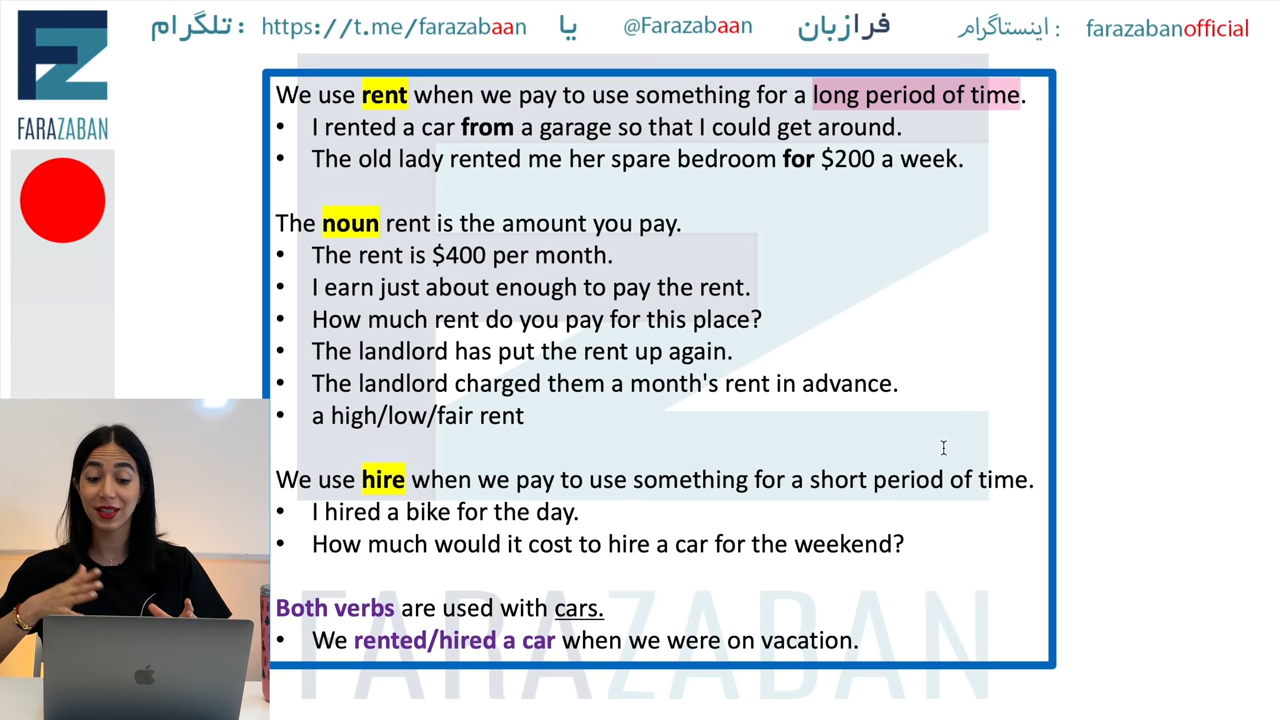 تلگرام : https://t.me/farazabaan یا @Farazabaan فرازبان اینستاگرام : farazabanofficial
FZ
FARAZABAN
We use rent when we pay to use something for a long period of time.
• I rented a car from a garage so that I could get around.
• The old lady rented me her spare bedroom for $200 a week.
The noun rent is the amount you pay.
• The rent is $400 per month.
• I earn just about enough to pay the rent.
• How much rent do you pay for this place?
• The landlord has put the rent up again.
• The landlord charged them a month's rent in advance.
• a high/low/fair rent
We use hire when we pay to use something for a short period of time.
• I hired a bike for the day.
• How much would it cost to hire a car for the weekend?
Both verbs are used with cars.
• We rented/hired a car when we were on vacation.
FARAZABAN